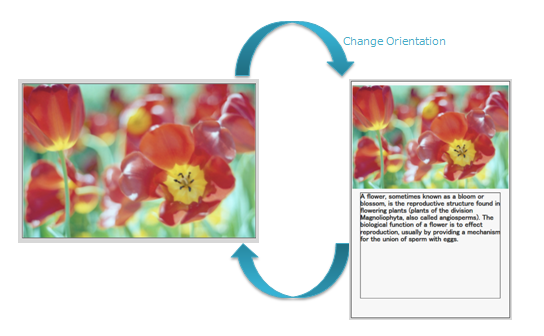 Change Orientation
A flower, sometimes known as a bloom or
blossom, is the reproductive structure found in
flowering plants (plants of the division
Magnoliophyta, also called angiosperms). The
biological function of a flower is to effect
reproduction, usually by providing a mechanism
for the union of sperm with eggs.